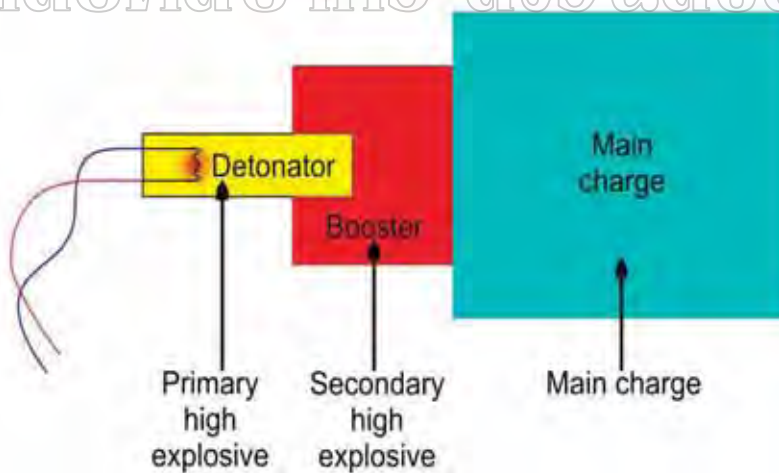 Detonator
Booster
Main
charge
Primary
high
explosive
Secondary
high
explosive
Main charge